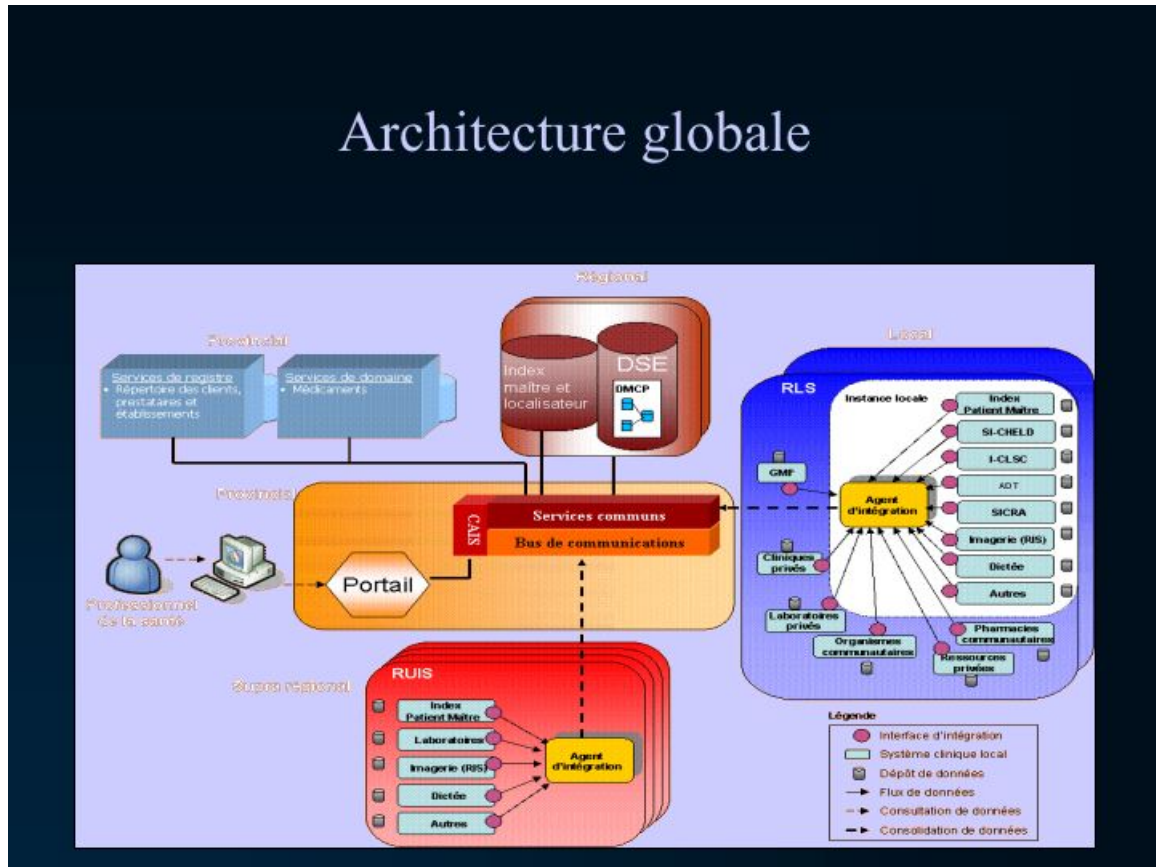 Architecture globale
Régional
Provincial
Services de registre
• Répertoire des clients,
prestataires et
établissements
Services de domaine
• Médicaments
Index
maître et
localisateur
DSE
DMCP
Local
RLS
Instance locale
Index
Patient Maître
SI-CHSLD
I-CLSC
ADT
SICRA
Imagerie (RIS)
Dictée
Autres
GMF
Agent
d'intégration
Cliniques
privés
Laboratoires
privés
Organismes
communautaires
Pharmacies
communautaires
Ressources
privées
Provincial
CAIS
Services communs
Bus de communications
Portail
Professionnel
de la santé
Supra régional
RUIS
Index
Patient Maître
Laboratoires
Imagerie (RIS)
Dictée
Autres
Agent
d'intégration
Légende
Interface d'intégration
Système clinique local
Dépôt de données
Flux de données
Consultation de données
Consolidation de données